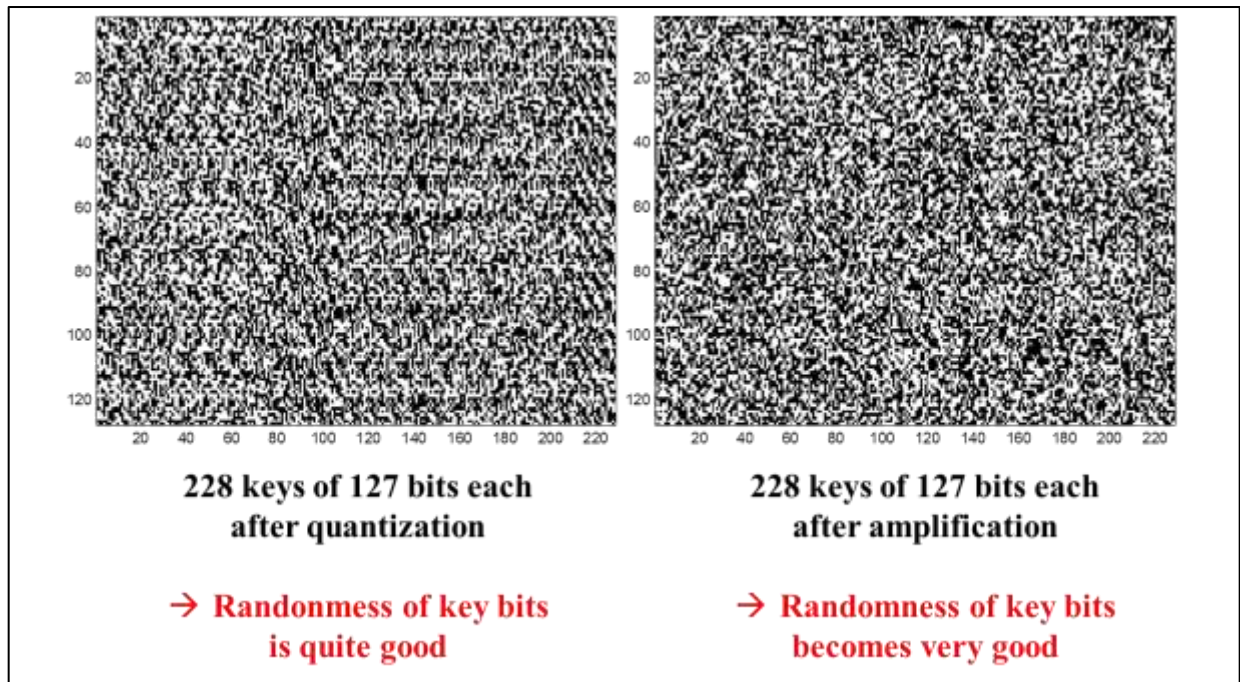 20
40
60
80
100
120
20 40 60 80 100 120 140 160 180 200 220
20
40
60
80
100
120
20 40 60 80 100 120 140 160 180 200 220
228 keys of 127 bits each
after quantization
→ Randonmess of key bits
is quite good
228 keys of 127 bits each
after amplification
→ Randomness of key bits
becomes very good